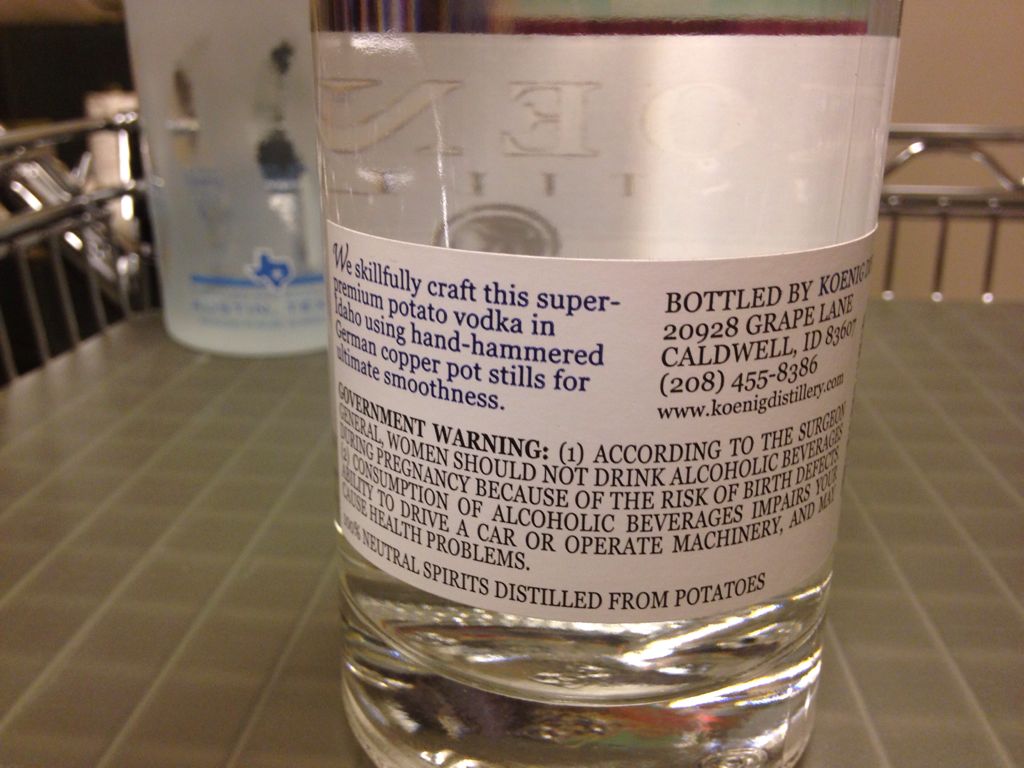 We skillfully craft this super-
premium potato vodka in
Idaho using hand-hammered
German copper pot stills for
ultimate smoothness.
BOTTLED BY KOENIG
20928 GRAPE LANE
CALDWELL, ID 83607
(208) 455-8386
www.koenigdistillery.com
GOVERNMENT WARNING: (1) ACCORDING TO THE SURGEON
GENERAL, WOMEN SHOULD NOT DRINK ALCOHOLIC BEVERAGES
DURING PREGNANCY BECAUSE OF THE RISK OF BIRTH DEFECTS
(2) CONSUMPTION OF ALCOHOLIC BEVERAGES IMPAIRS YOUR
ABILITY TO DRIVE A CAR OR OPERATE MACHINERY, AND MAY
CAUSE HEALTH PROBLEMS.
100% NEUTRAL SPIRITS DISTILLED FROM POTATOES